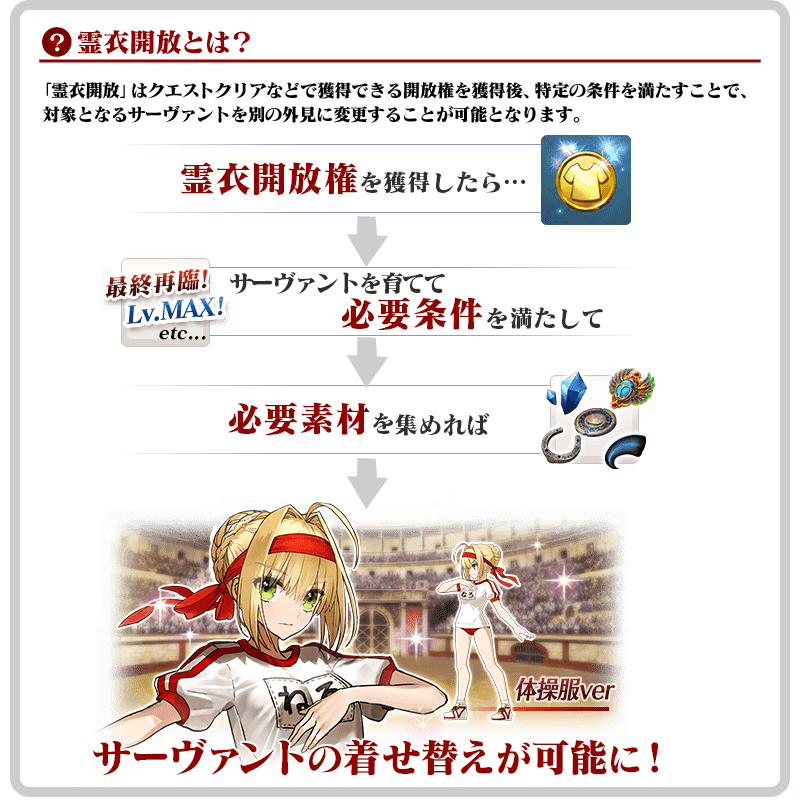 ? 霊衣開放とは？
「霊衣開放」はクエストクリアなどで獲得できる開放権を獲得後、特定の条件を満たすことで、
対象となるサーヴァントを別の外見に変更することが可能となります。
霊衣開放権を獲得したら…
最終再臨！
Lv.MAX！
etc...
サーヴァントを育てて
必要条件を満たして
必要素材を集めれば
ねろ
ねろ
体操服ver
サーヴァントの着せ替えが可能に！